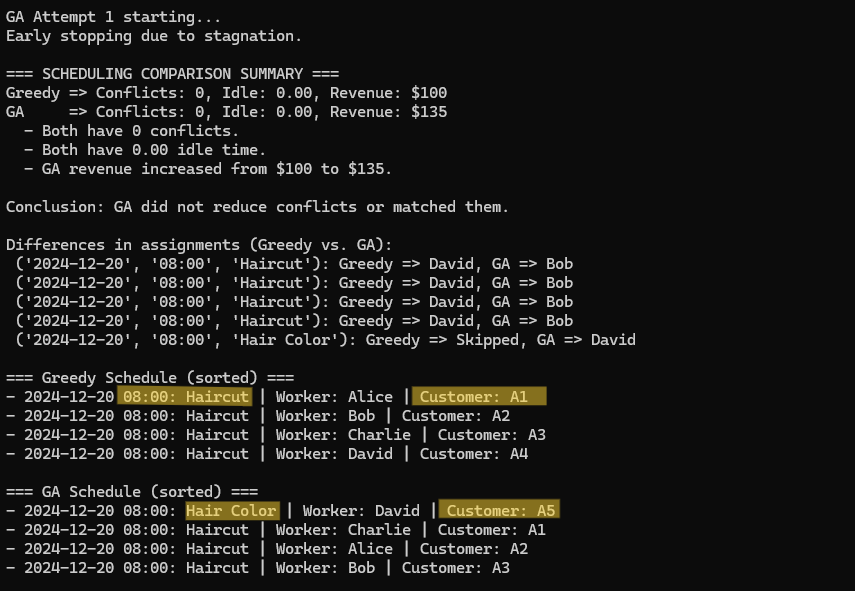 GA Attempt 1 starting...
Early stopping due to stagnation.
=== SCHEDULING COMPARISON SUMMARY ===
Greedy => Conflicts: 0, Idle: 0.00, Revenue: $100
GA     => Conflicts: 0, Idle: 0.00, Revenue: $135
  - Both have 0 conflicts.
  - Both have 0.00 idle time.
  - GA revenue increased from $100 to $135.
Conclusion: GA did not reduce conflicts or matched them.
Differences in assignments (Greedy vs. GA):
 ('2024-12-20', '08:00', 'Haircut'): Greedy => David, GA => Bob
 ('2024-12-20', '08:00', 'Haircut'): Greedy => David, GA => Bob
 ('2024-12-20', '08:00', 'Haircut'): Greedy => David, GA => Bob
 ('2024-12-20', '08:00', 'Haircut'): Greedy => David, GA => Bob
 ('2024-12-20', '08:00', 'Hair Color'): Greedy => Skipped, GA => David
=== Greedy Schedule (sorted) ===
- 2024-12-20 08:00: Haircut | Worker: Alice | Customer: A1
- 2024-12-20 08:00: Haircut | Worker: Bob | Customer: A2
- 2024-12-20 08:00: Haircut | Worker: Charlie | Customer: A3
- 2024-12-20 08:00: Haircut | Worker: David | Customer: A4
=== GA Schedule (sorted) ===
- 2024-12-20 08:00: Hair Color | Worker: David | Customer: A5
- 2024-12-20 08:00: Haircut | Worker: Charlie | Customer: A1
- 2024-12-20 08:00: Haircut | Worker: Alice | Customer: A2
- 2024-12-20 08:00: Haircut | Worker: Bob | Customer: A3